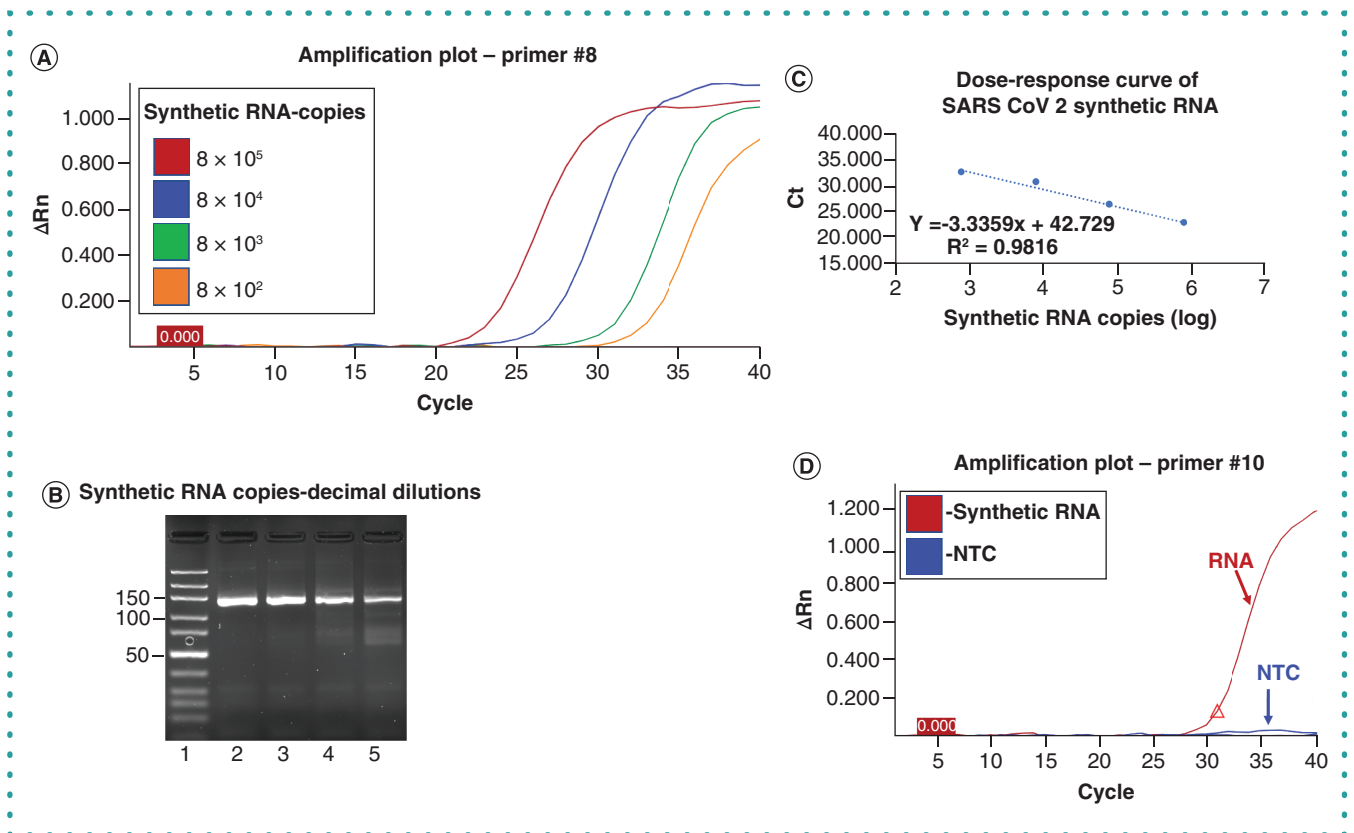 A
Amplification plot – primer #8
Synthetic RNA-copies
8 × 10⁵
8 × 10⁴
8 × 10³
8 × 10²
ΔRn
1.000
0.800
0.600
0.400
0.200
0.000
5 10 15 20 25 30 35 40
Cycle
C
Dose-response curve of
SARS CoV 2 synthetic RNA
Ct
40.000
35.000
30.000
25.000
20.000
15.000
Y =-3.3359x + 42.729
R² = 0.9816
2 3 4 5 6 7
Synthetic RNA copies (log)
B
Synthetic RNA copies-decimal dilutions
150
100
50
1 2 3 4 5
D
Amplification plot – primer #10
-Synthetic RNA
-NTC
ΔRn
1.200
1.000
0.800
0.600
0.400
0.200
0.000
RNA
NTC
5 10 15 20 25 30 35 40
Cycle